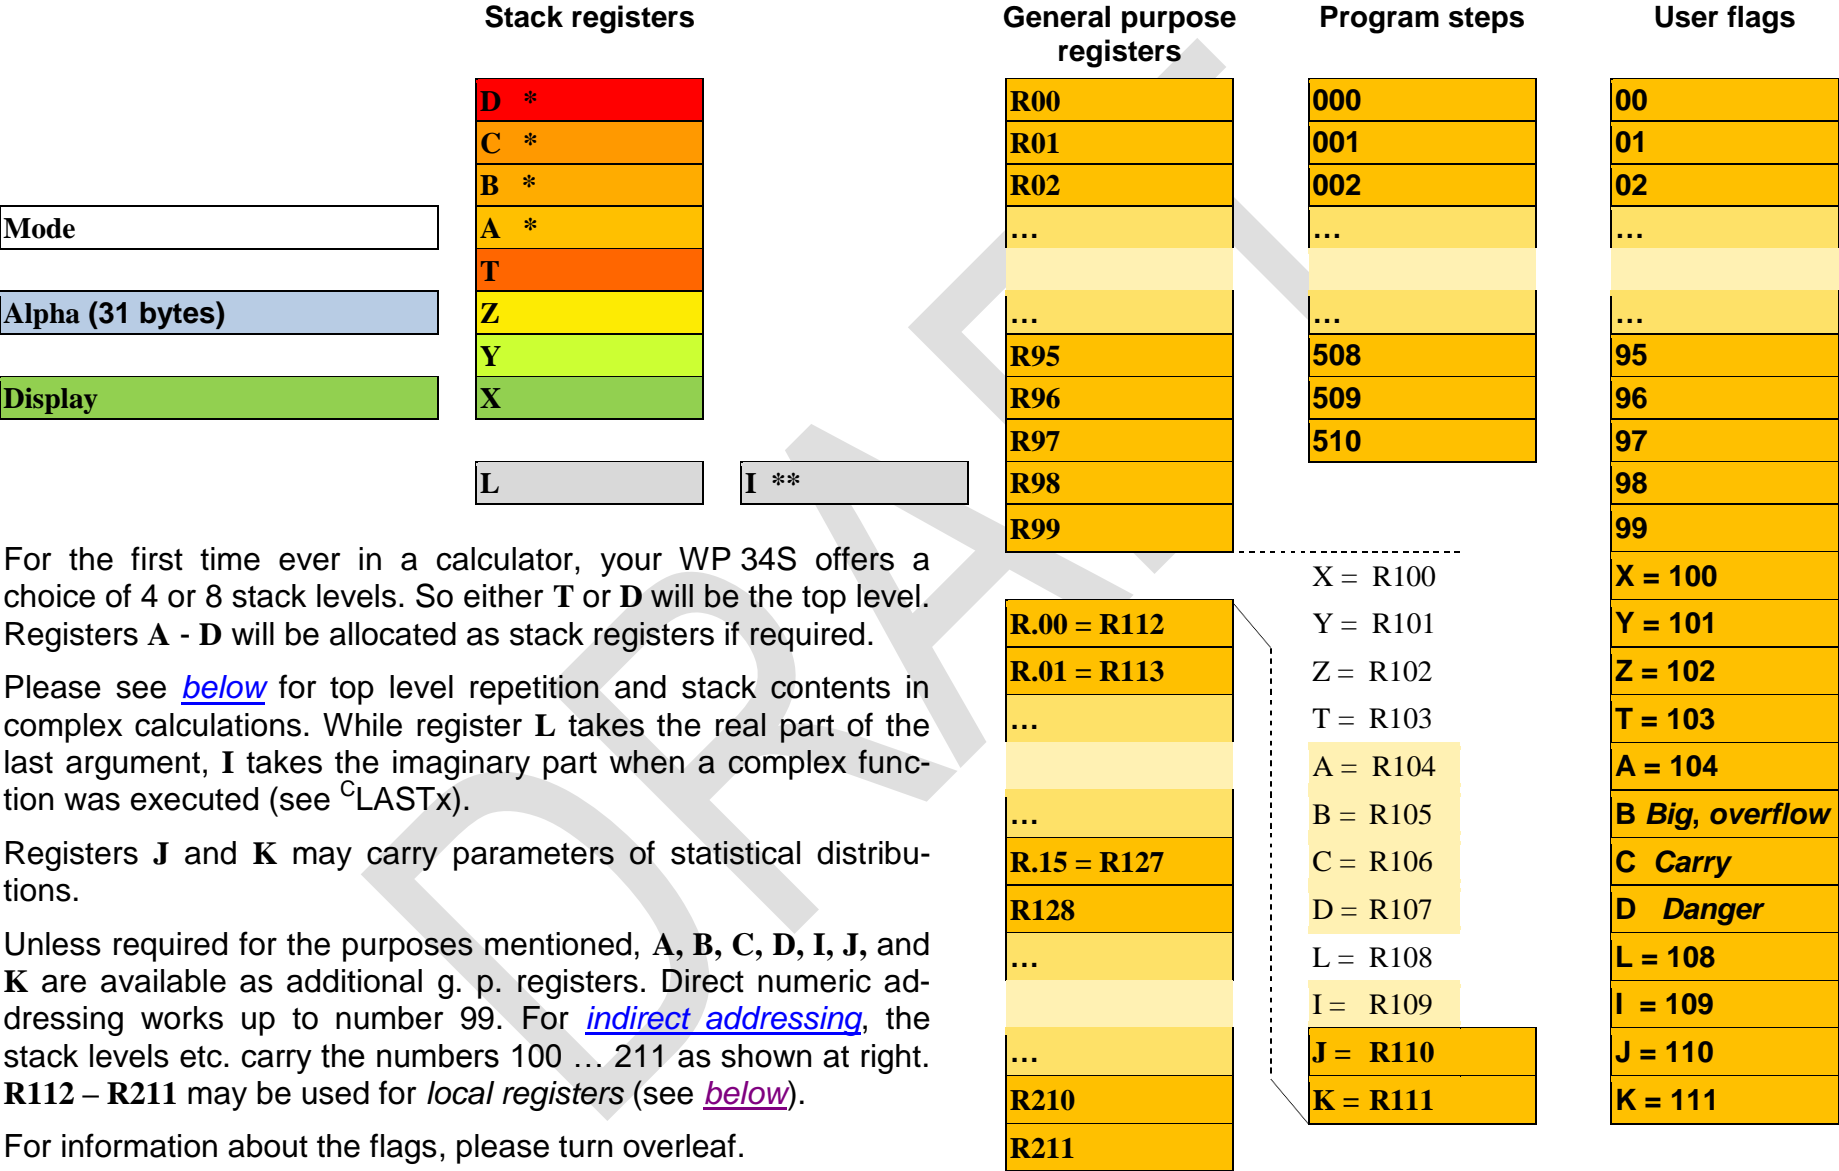 Stack registers
General purpose
registers
Program steps
User flags
D *
C *
B *
A *
T
Z
Y
X
L
I **
Mode
Alpha (31 bytes)
Display
R00
R01
R02
…
…
R95
R96
R97
R98
R99
000
001
002
…
…
508
509
510
00
01
02
…
…
95
96
97
98
99
X = 100
Y = 101
Z = 102
T = 103
A = 104
B Big, overflow
C Carry
D Danger
L = 108
I = 109
J = 110
K = 111
R.00 = R112
R.01 = R113
…
…
R.15 = R127
R128
…
…
R210
R211
X = R100
Y = R101
Z = R102
T = R103
A = R104
B = R105
C = R106
D = R107
L = R108
I = R109
J = R110
K = R111
For the first time ever in a calculator, your WP 34S offers a
choice of 4 or 8 stack levels. So either T or D will be the top level.
Registers A - D will be allocated as stack registers if required.
Please see below for top level repetition and stack contents in
complex calculations. While register L takes the real part of the
last argument, I takes the imaginary part when a complex func-
tion was executed (see ᶜLASTx).
Registers J and K may carry parameters of statistical distribu-
tions.
Unless required for the purposes mentioned, A, B, C, D, I, J, and
K are available as additional g. p. registers. Direct numeric ad-
dressing works up to number 99. For indirect addressing, the
stack levels etc. carry the numbers 100 … 211 as shown at right.
R112 – R211 may be used for local registers (see below).
For information about the flags, please turn overleaf.
DRAFT